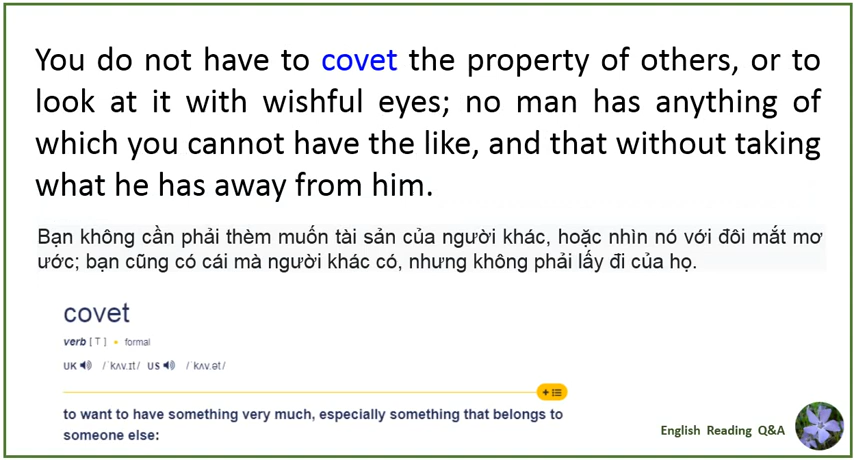 You do not have to covet the property of others, or to
look at it with wishful eyes; no man has anything of
which you cannot have the like, and that without taking
what he has away from him.
Bạn không cần phải thèm muốn tài sản của người khác, hoặc nhìn nó với đôi mắt mơ
ước; bạn cũng có cái mà người khác có, nhưng không phải lấy đi của họ.
covet
verb [ T ] • formal
UK /ˈkʌv.ɪt/ US /ˈkʌv.ət/
to want to have something very much, especially something that belongs to
someone else:
English Reading Q&A